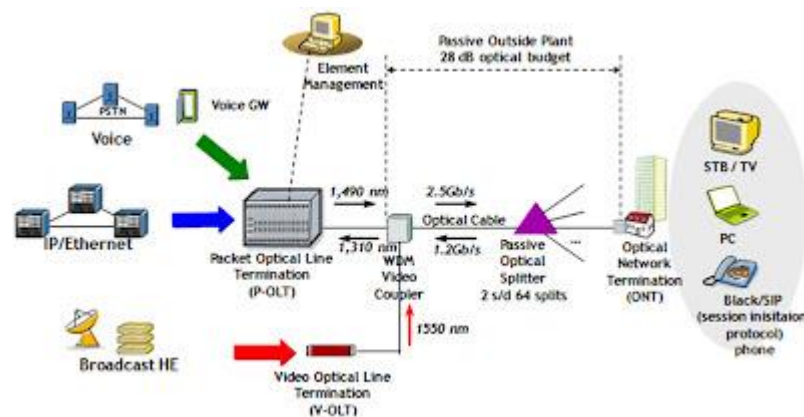 Passive Outside Plant
28 dB optical budget
Element
Management
PSTN
Voice GW
Voice
1,490 nm
2.5Gb/s
STB / TV
IP/Ethernet
Optical Cable
1,310 nm
1.2Gb/s
PC
Packet Optical Line
Termination
(P-OLT)
WDM
Video
Coupler
Passive
Optical
Splitter
2 s/d 64 splits
...
Optical
Network
Termination
(ONT)
Black/SIP
(session inisitaion
protocol)
phone
1550 nm
Broadcast HE
Video Optical Line
Termination
(V-OLT)